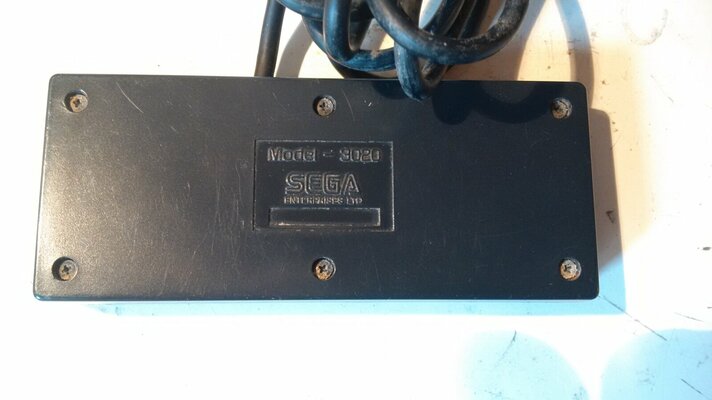 Model - 3020
SEGA
ENTERPRISES LTD